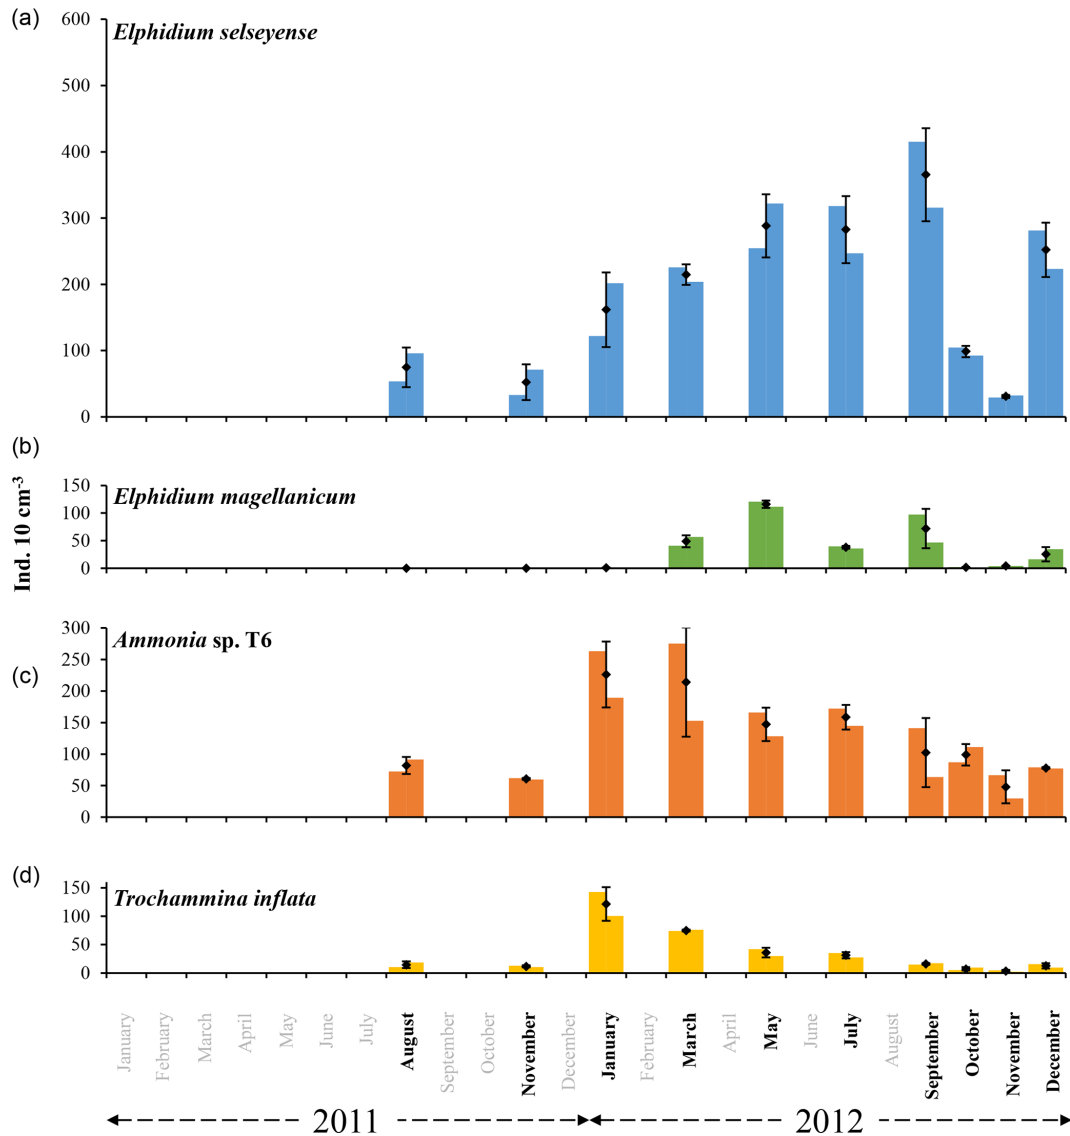 (a)
Elphidium selseyense
600
500
400
300
200
100
0
(b)
Elphidium magellanicum
150
100
50
0
Ind. 10 cm-3
(c)
Ammonia sp. T6
300
250
200
150
100
50
0
(d)
Trochammina inflata
150
100
50
0
January
February
March
April
May
June
July
August
September
October
November
December
January
February
March
April
May
June
July
August
September
October
November
December
2011
2012